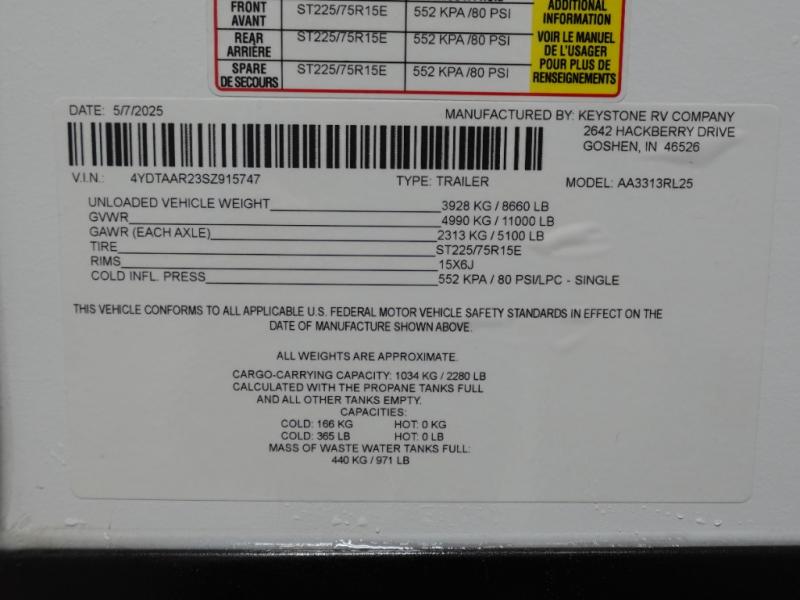 FRONT ST225/75R15E 552 KPA /80 PSI ADDITIONAL
AVANT INFORMATION
REAR ST225/75R15E 552 KPA /80 PSI VOIR LE MANUEL
ARRIÈRE DE L'USAGER
SPARE ST225/75R15E 552 KPA /80 PSI POUR PLUS DE
DE SECOURS RENSEIGNEMENTS
DATE: 5/7/2025 MANUFACTURED BY: KEYSTONE RV COMPANY
2642 HACKBERRY DRIVE
GOSHEN, IN 46526
V.I.N.: 4YDTAAR23SZ915747 TYPE: TRAILER MODEL: AA3313RL25
UNLOADED VEHICLE WEIGHT 3928 KG / 8660 LB
GVWR 4990 KG / 11000 LB
GAWR (EACH AXLE) 2313 KG / 5100 LB
TIRE ST225/75R15E
RIMS 15X6J
COLD INFL. PRESS 552 KPA / 80 PSI/LPC - SINGLE
THIS VEHICLE CONFORMS TO ALL APPLICABLE U.S. FEDERAL MOTOR VEHICLE SAFETY STANDARDS IN EFFECT ON THE
DATE OF MANUFACTURE SHOWN ABOVE.
ALL WEIGHTS ARE APPROXIMATE.
CARGO-CARRYING CAPACITY: 1034 KG / 2280 LB
CALCULATED WITH THE PROPANE TANKS FULL
AND ALL OTHER TANKS EMPTY.
CAPACITIES:
COLD: 166 KG HOT: 0 KG
COLD: 365 LB HOT: 0 LB
MASS OF WASTE WATER TANKS FULL:
440 KG / 971 LB